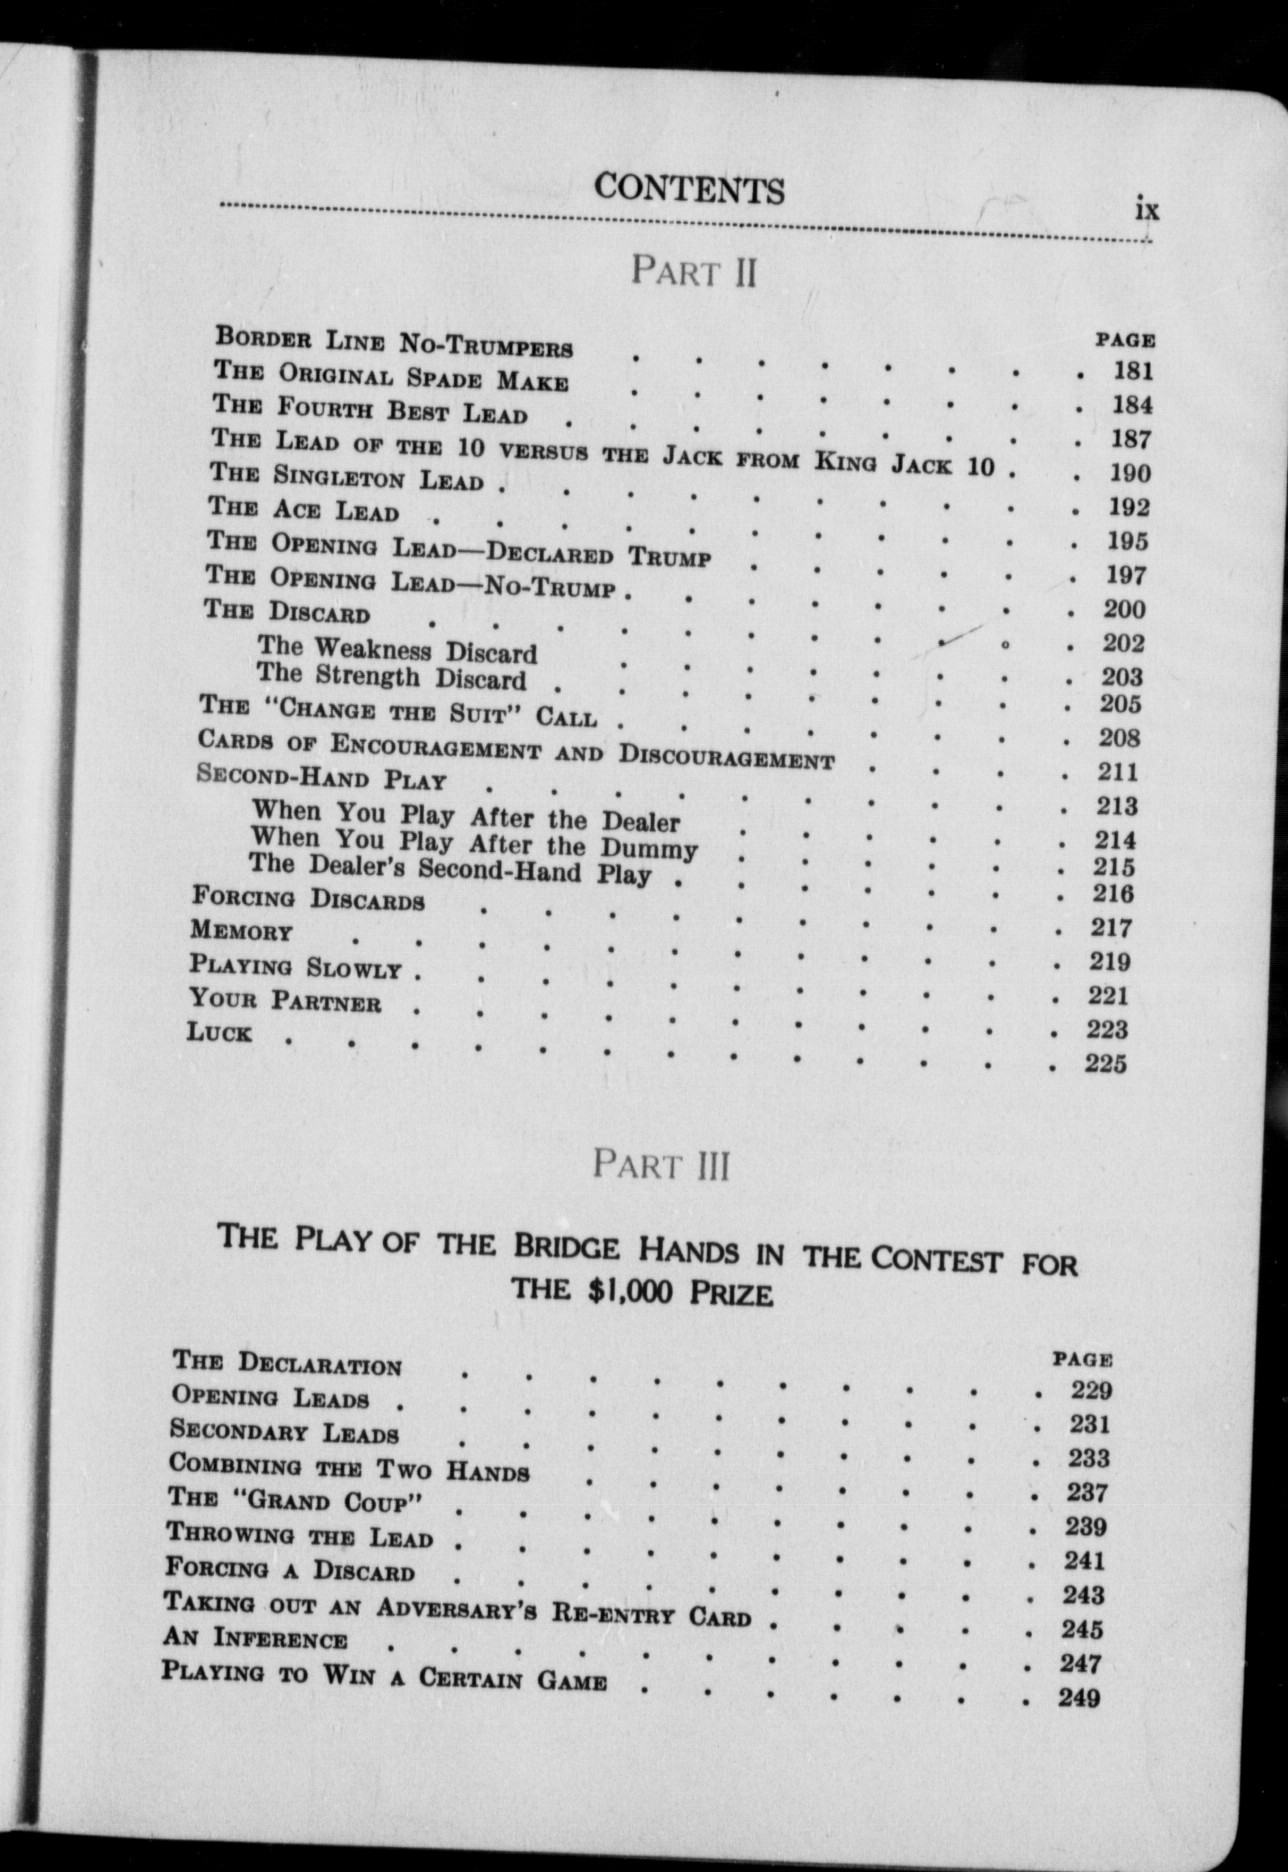 CONTENTS
ix
PART II
PAGE
BORDER LINE NO-TRUMPERS . . . . . . . . 181
THE ORIGINAL SPADE MAKE . . . . . . . . 184
THE FOURTH BEST LEAD . . . . . . . . . 187
THE LEAD OF THE 10 VERSUS THE JACK FROM KING JACK 10 . . 190
THE SINGLETON LEAD . . . . . . . . . . 192
THE ACE LEAD . . . . . . . . . . . 195
THE OPENING LEAD—DECLARED TRUMP . . . . . . 197
THE OPENING LEAD—NO-TRUMP . . . . . . . . 200
THE DISCARD . . . . . . . . . . . 202
The Weakness Discard . . . . . . . . 203
The Strength Discard . . . . . . . . . 205
THE "CHANGE THE SUIT" CALL . . . . . . . . 208
CARDS OF ENCOURAGEMENT AND DISCOURAGEMENT . . . . 211
SECOND-HAND PLAY . . . . . . . . . . 213
When You Play After the Dealer . . . . . . 214
When You Play After the Dummy . . . . . . 215
The Dealer's Second-Hand Play . . . . . . . 216
FORCING DISCARDS . . . . . . . . . . 217
MEMORY . . . . . . . . . . . . 219
PLAYING SLOWLY . . . . . . . . . . . 221
YOUR PARTNER . . . . . . . . . . . 223
LUCK . . . . . . . . . . . . . 225
PART III
THE PLAY OF THE BRIDGE HANDS IN THE CONTEST FOR
THE $1,000 PRIZE
PAGE
THE DECLARATION . . . . . . . . . . 229
OPENING LEADS . . . . . . . . . . . 231
SECONDARY LEADS . . . . . . . . . . 233
COMBINING THE TWO HANDS . . . . . . . . 237
THE "GRAND COUP" . . . . . . . . . . 239
THROWING THE LEAD . . . . . . . . . . 241
FORCING A DISCARD . . . . . . . . . . 243
TAKING OUT AN ADVERSARY'S RE-ENTRY CARD . . . . . 245
AN INFERENCE . . . . . . . . . . . 247
PLAYING TO WIN A CERTAIN GAME . . . . . . . 249